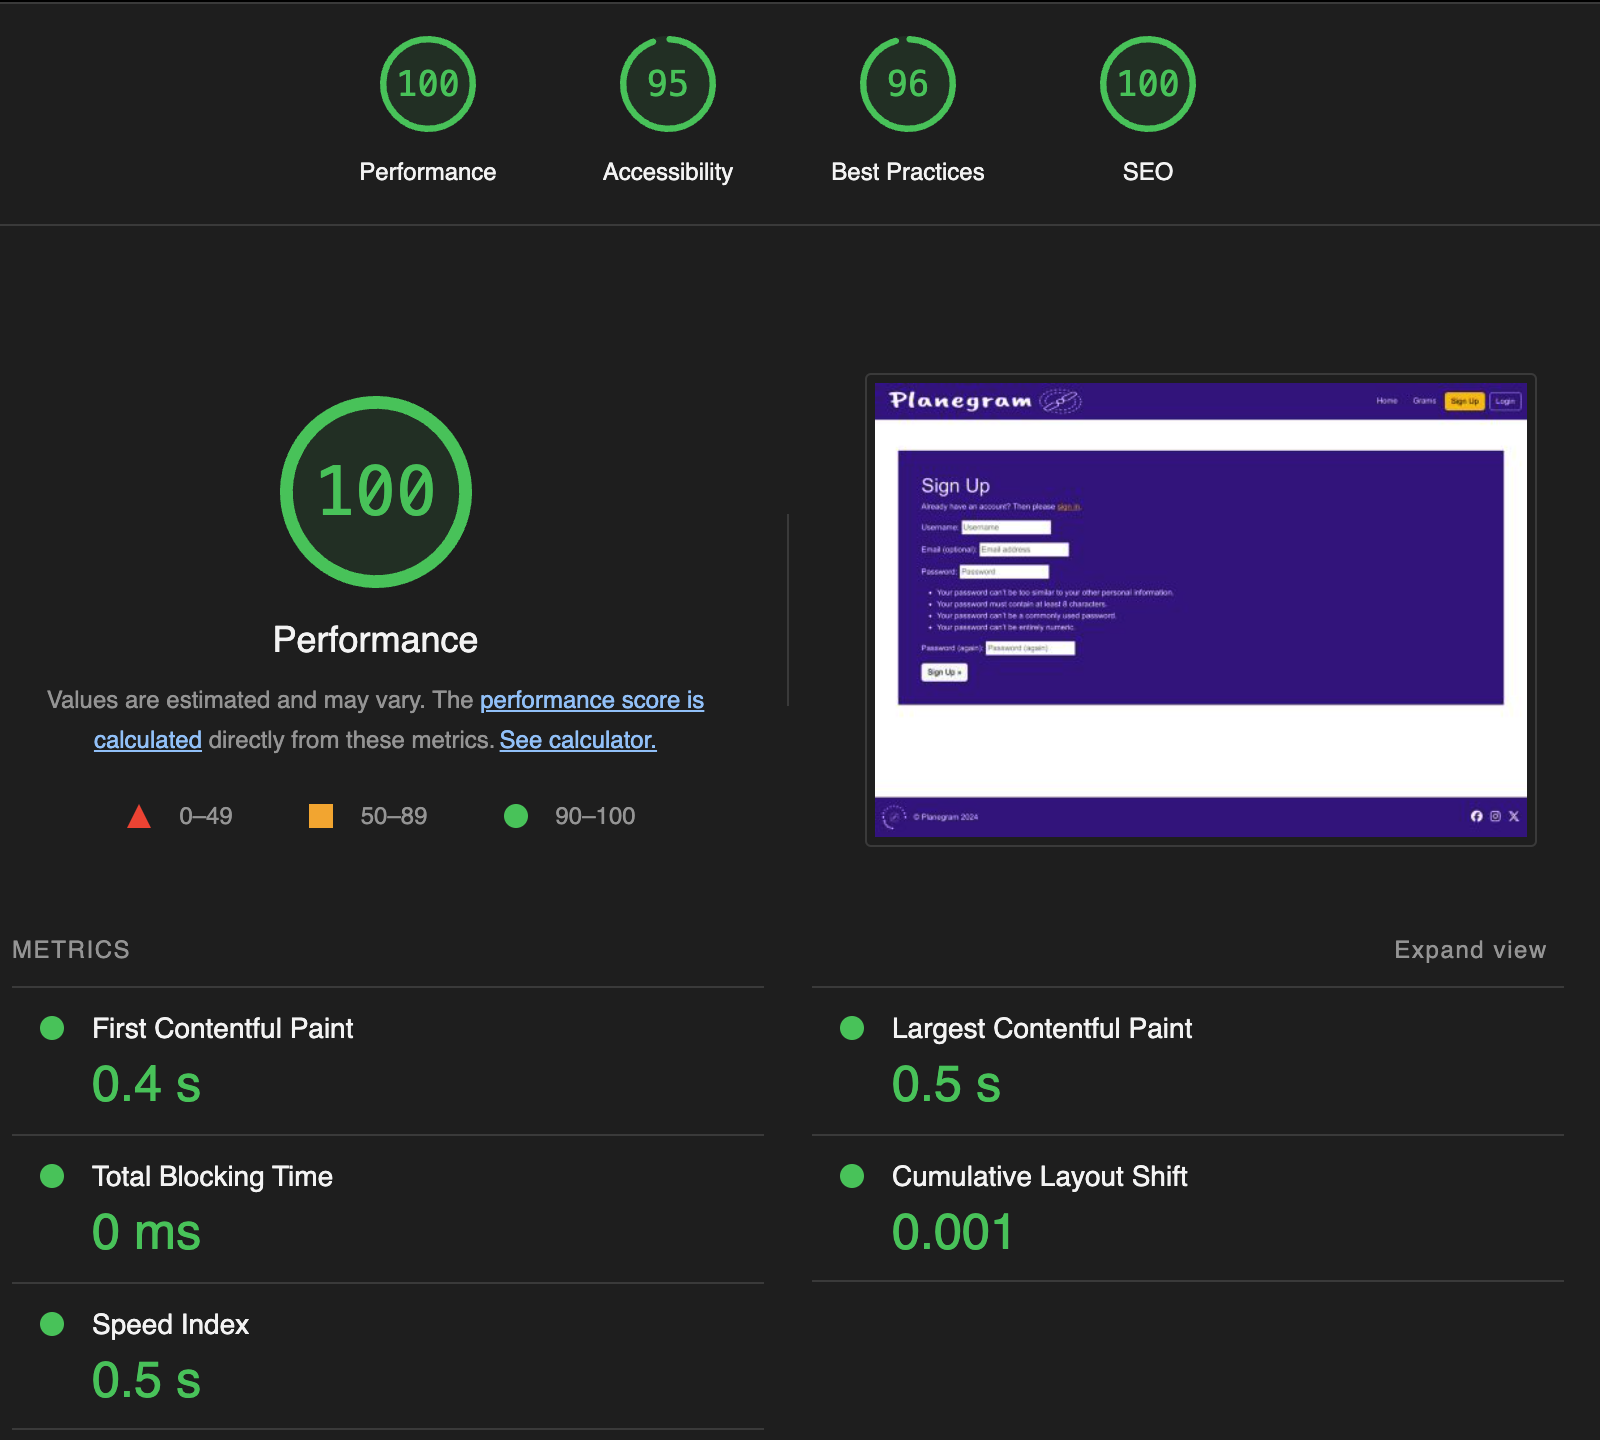 100
95
96
100
Performance
Accessibility
Best Practices
SEO
100
Performance
Values are estimated and may vary. The performance score is
calculated directly from these metrics. See calculator.
0–49
50–89
90–100
Planegram
Home
Grams
Sign Up
Login
Sign Up
Already have an account? Then please sign in.
Username: Username
Email (optional): Email address
Password: Password
• Your password can't be too similar to your other personal information.
• Your password must contain at least 8 characters.
• Your password can't be a commonly used password.
• Your password can't be entirely numeric.
Password (again): Password (again)
Sign Up »
© Planegram 2024
METRICS
Expand view
First Contentful Paint
0.4 s
Largest Contentful Paint
0.5 s
Total Blocking Time
0 ms
Cumulative Layout Shift
0.001
Speed Index
0.5 s